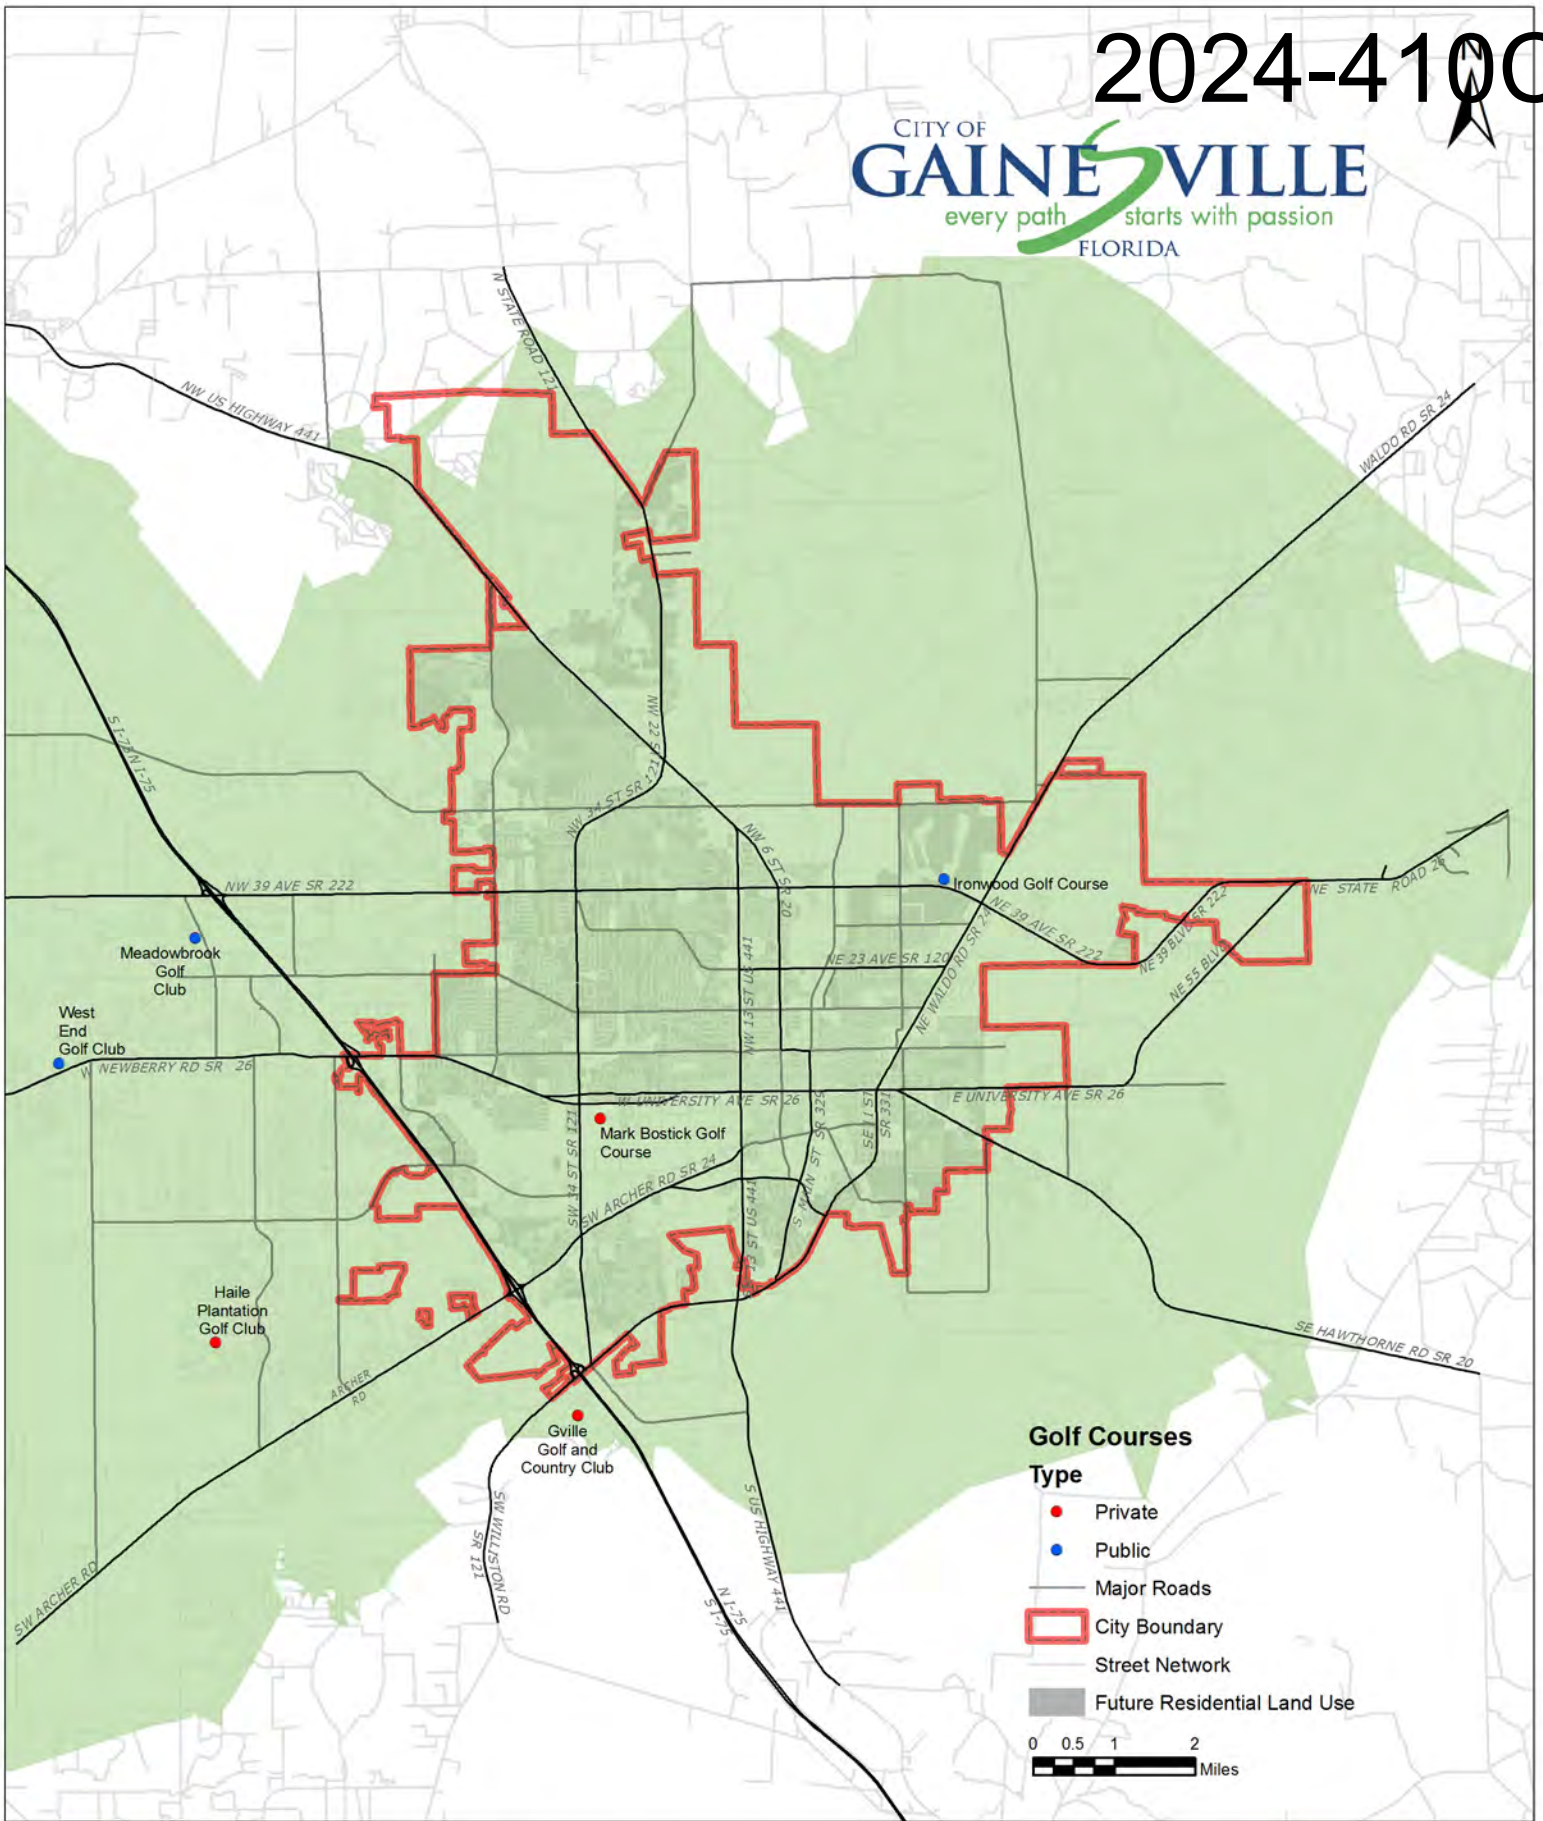 2024-410C
N
CITY OF
GAINESVILLE
every path starts with passion
FLORIDA
N STATE ROAD 121
NW US HIGHWAY 441
WALDO RD SR 24
S I-75
N I-75
NW 22 ST
SR 121
NW 34 ST SR 121
NW 6 ST SR 20
NW 39 AVE SR 222
Ironwood Golf Course
NE STATE ROAD 26
NE 39 AVE SR 222
NE 39 BLVD SR 222
NE 55 BLVD
Meadowbrook
Golf
Club
NW 13 ST US 441
NE 23 AVE SR 120
NE WALDO RD SR 24
West
End
Golf Club
W NEWBERRY RD SR 26
W UNIVERSITY AVE SR 26
E UNIVERSITY AVE SR 26
Mark Bostick Golf
Course
SW 34 ST SR 121
SW ARCHER RD SR 24
S MAIN ST SR 329
SE 11 ST
SR 331
13 ST US 441
Haile
Plantation
Golf Club
ARCHER
RD
SE HAWTHORNE RD SR 20
Gville
Golf and
Country Club
SW WILLISTON RD
SR 121
S US HIGHWAY 441
SW ARCHER RD
N I-75
S I-75
Golf Courses
Type
Private
Public
Major Roads
City Boundary
Street Network
Future Residential Land Use
0 0.5 1 2
Miles